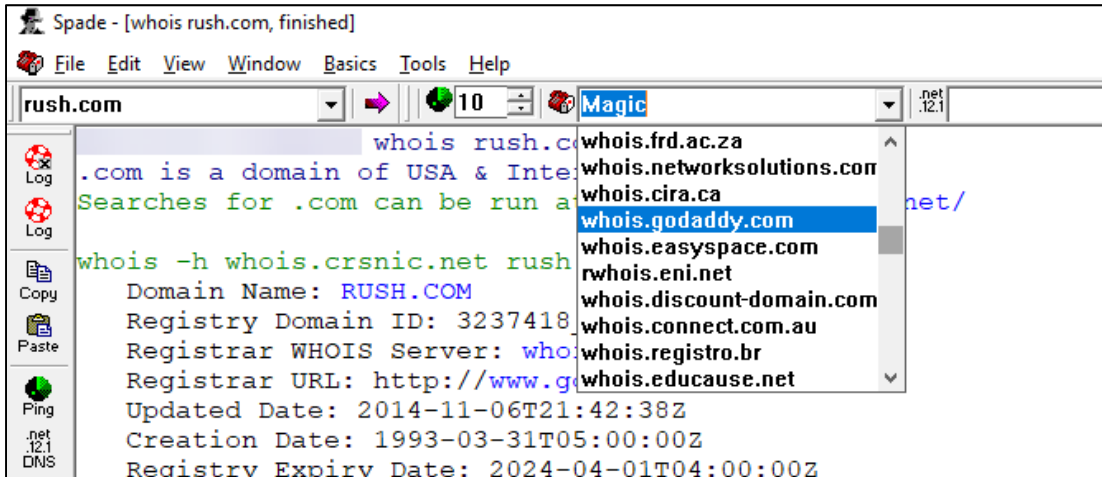 Spade - [whois rush.com, finished]
File Edit View Window Basics Tools Help
rush.com 10 Magic .net 12.1
whois.frd.ac.za
whois.networksolutions.com
whois.cira.ca
whois.godaddy.com
whois.easyspace.com
rwhois.eni.net
whois.discount-domain.com
whois.connect.com.au
whois.registro.br
whois.educause.net
Log
Log
Copy
Paste
Ping
.net
12.1
DNS
whois rush.c
.com is a domain of USA & Inte
Searches for .com can be run a net/
whois -h whois.crsnic.net rush
Domain Name: RUSH.COM
Registry Domain ID: 3237418_
Registrar WHOIS Server: who
Registrar URL: http://www.g
Updated Date: 2014-11-06T21:42:38Z
Creation Date: 1993-03-31T05:00:00Z
Registry Expiry Date: 2024-04-01T04:00:00Z